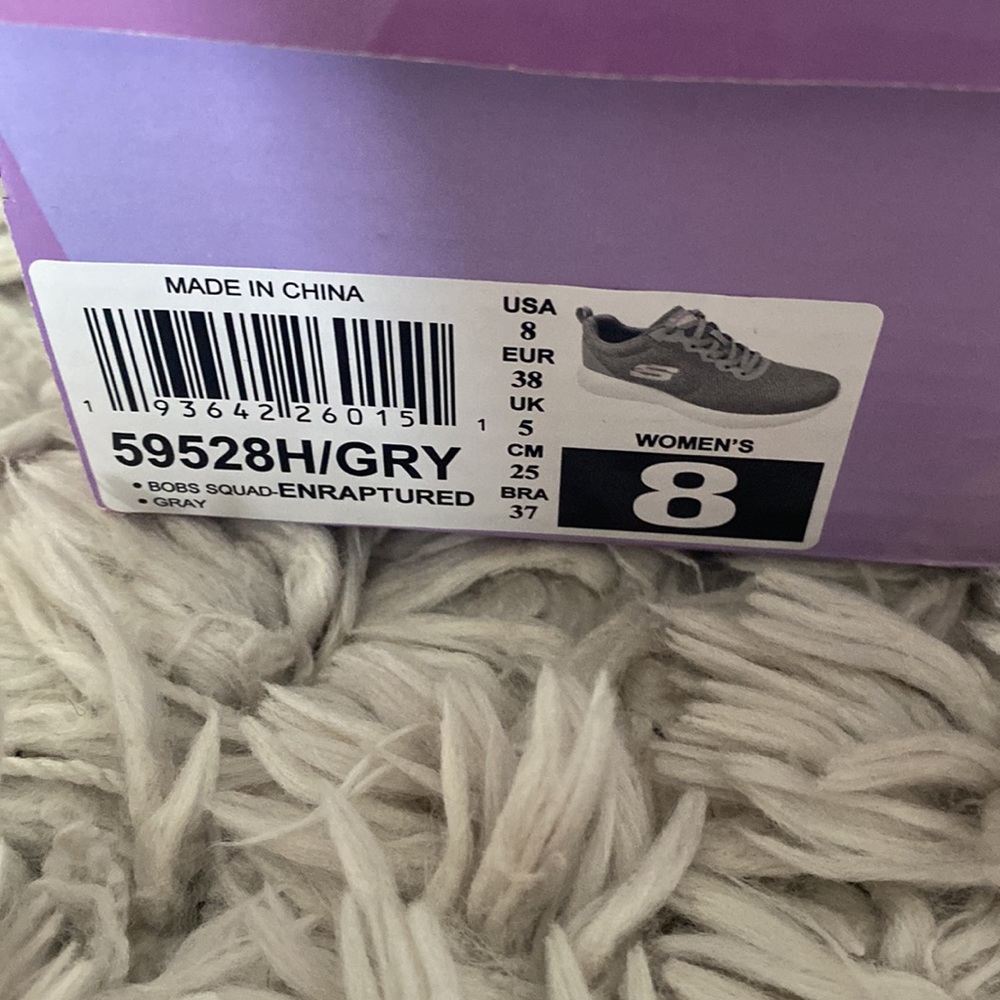 MADE IN CHINA
1 93642 26015 1
59528H/GRY
• BOBS SQUAD-ENRAPTURED
• GRAY
USA
8
EUR
38
UK
5
CM
25
BRA
37
S
WOMEN'S
8